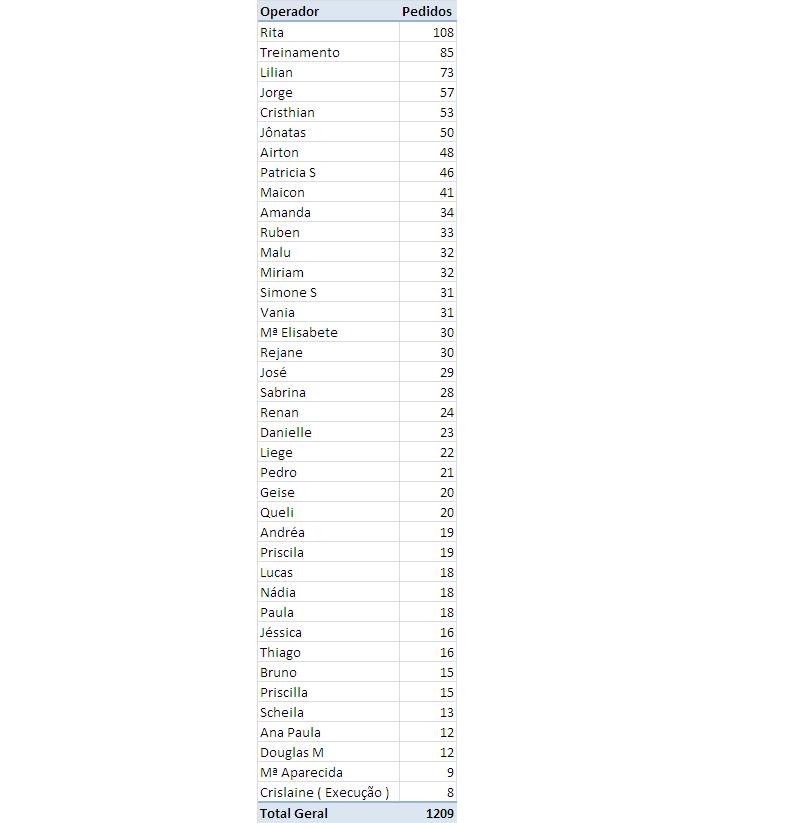 Operador Pedidos
Rita 108
Treinamento 85
Lilian 73
Jorge 57
Cristhian 53
Jônatas 50
Airton 48
Patricia S 46
Maicon 41
Amanda 34
Ruben 33
Malu 32
Miriam 32
Simone S 31
Vania 31
Mª Elisabete 30
Rejane 30
José 29
Sabrina 28
Renan 24
Danielle 23
Liege 22
Pedro 21
Geise 20
Queli 20
Andréa 19
Priscila 19
Lucas 18
Nádia 18
Paula 18
Jéssica 16
Thiago 16
Bruno 15
Priscilla 15
Scheila 13
Ana Paula 12
Douglas M 12
Mª Aparecida 9
Crislaine ( Execução ) 8
Total Geral 1209